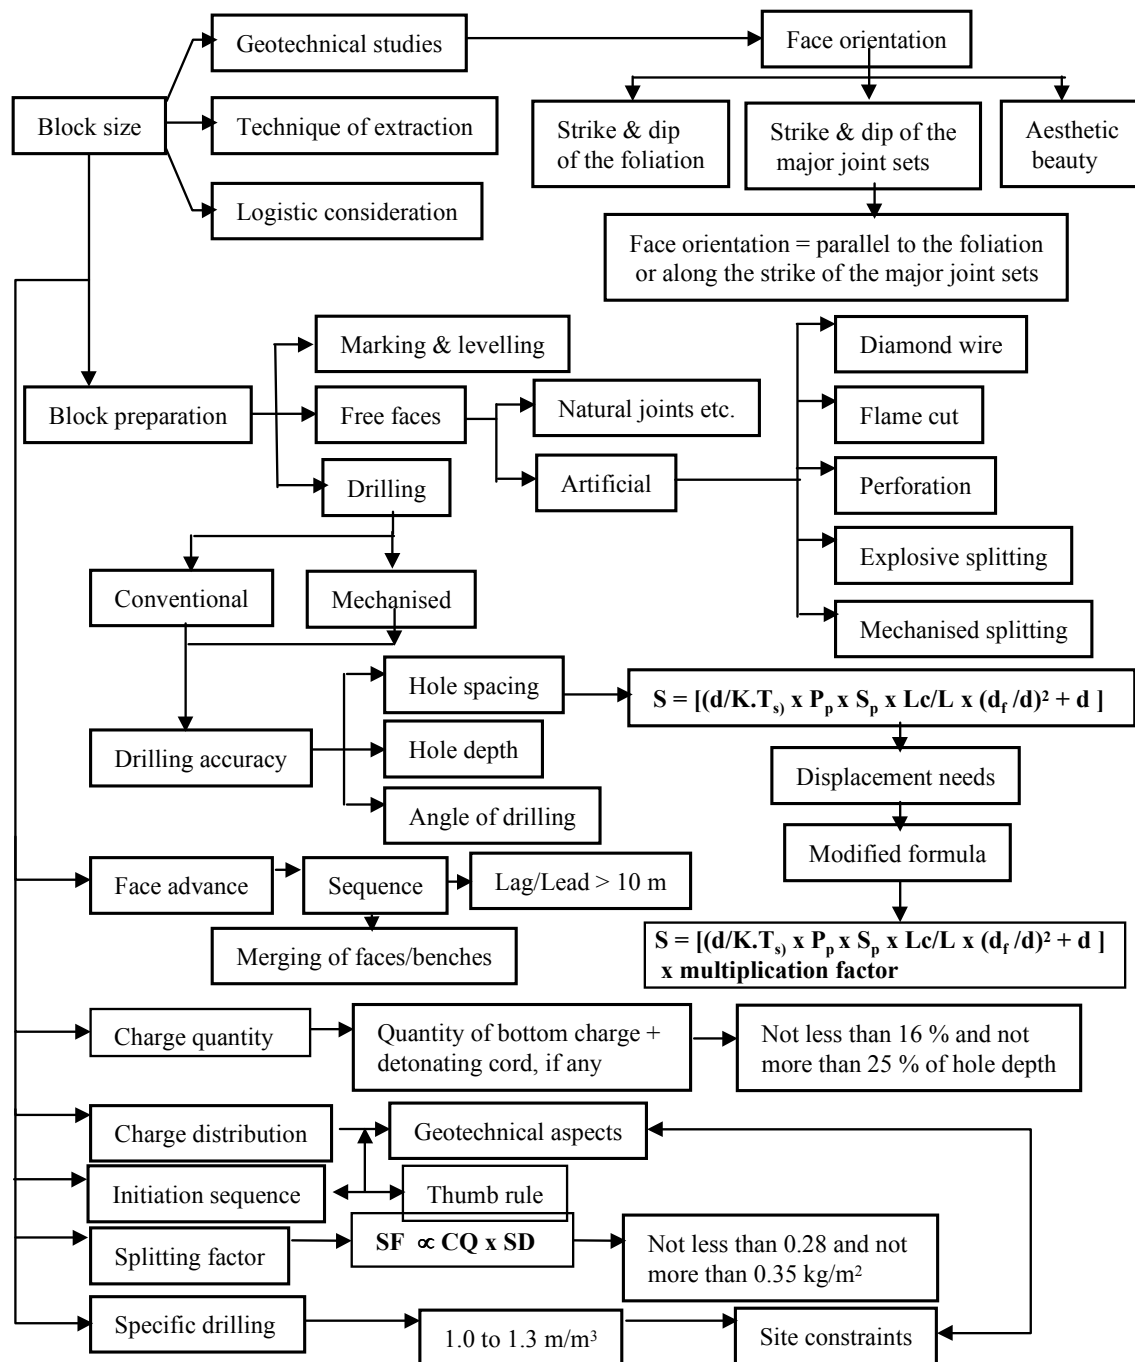 Geotechnical studies
Face orientation
Block size
Technique of extraction
Strike & dip
of the foliation
Strike & dip of the
major joint sets
Aesthetic
beauty
Logistic consideration
Face orientation = parallel to the foliation
or along the strike of the major joint sets
Marking & levelling
Diamond wire
Block preparation
Free faces
Natural joints etc.
Flame cut
Drilling
Artificial
Perforation
Explosive splitting
Conventional
Mechanised
Mechanised splitting
Hole spacing
S = [(d/K.Tₛ) x Pₚ x Sₚ x Lc/L x (d_f /d)² + d ]
Drilling accuracy
Hole depth
Displacement needs
Angle of drilling
Modified formula
Face advance
Sequence
Lag/Lead > 10 m
Merging of faces/benches
S = [(d/K.Tₛ) x Pₚ x Sₚ x Lc/L x (d_f /d)² + d ]
x multiplication factor
Charge quantity
Quantity of bottom charge +
detonating cord, if any
Not less than 16 % and not
more than 25 % of hole depth
Charge distribution
Geotechnical aspects
Initiation sequence
Thumb rule
Splitting factor
SF ∝ CQ x SD
Not less than 0.28 and not
more than 0.35 kg/m²
Specific drilling
1.0 to 1.3 m/m³
Site constraints